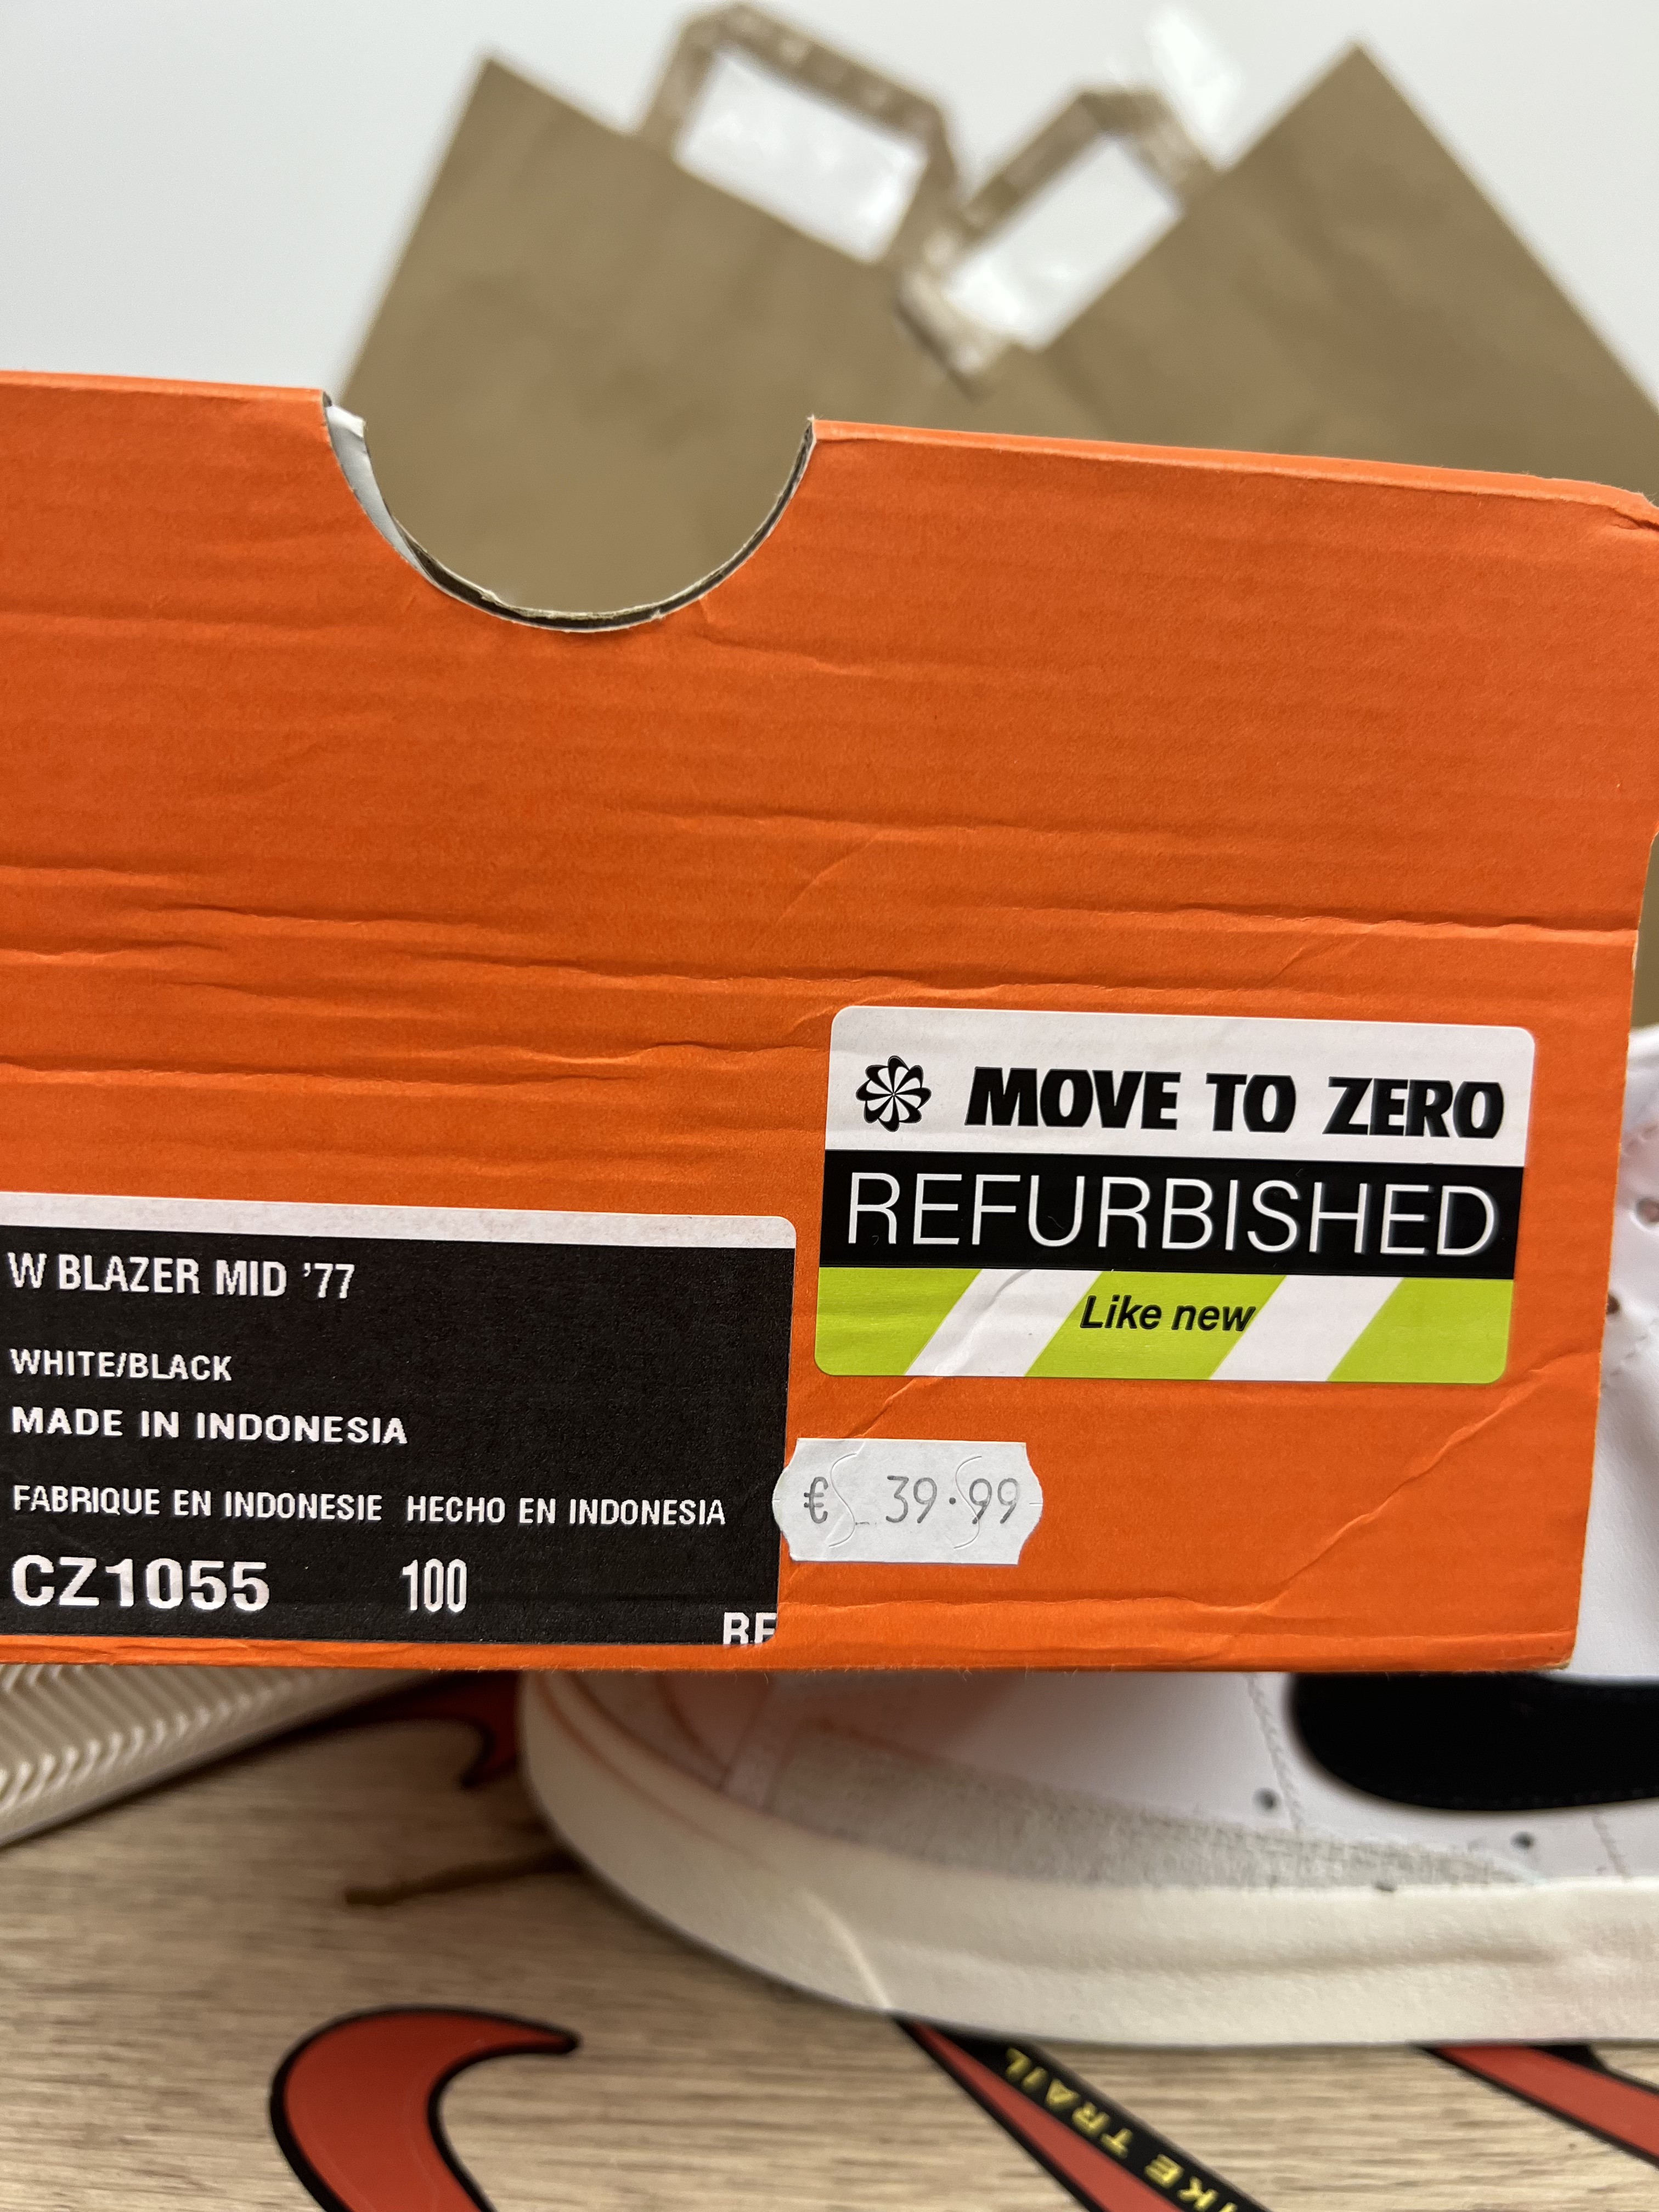 MOVE TO ZERO
REFURBISHED
Like new
W BLAZER MID '77
WHITE/BLACK
MADE IN INDONESIA
FABRIQUE EN INDONESIE HECHO EN INDONESIA
CZ1055 100
€ 39.99
TRAIL